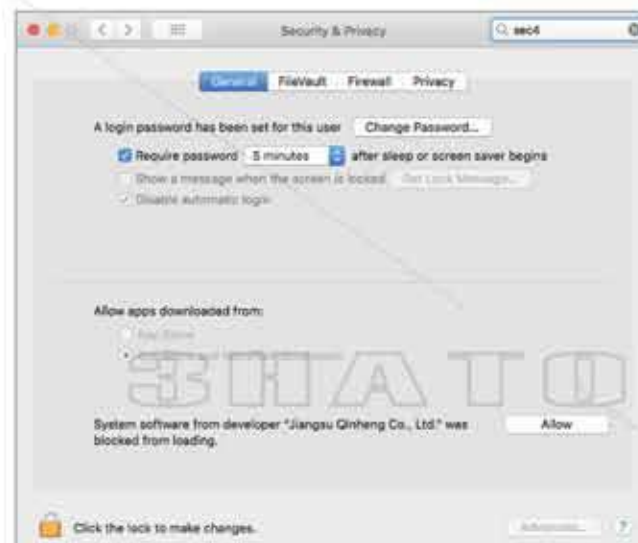 Security & Privacy
sec4
General FileVault Firewall Privacy
A login password has been set for this user Change Password...
Require password 5 minutes after sleep or screen saver begins
Show a message when the screen is locked Set Lock Message...
Disable automatic login
Allow apps downloaded from:
App Store
ЗНАТО
System software from developer "Jiangsu Qinheng Co., Ltd." was Allow
blocked from loading.
Click the lock to make changes. Advanced... ?